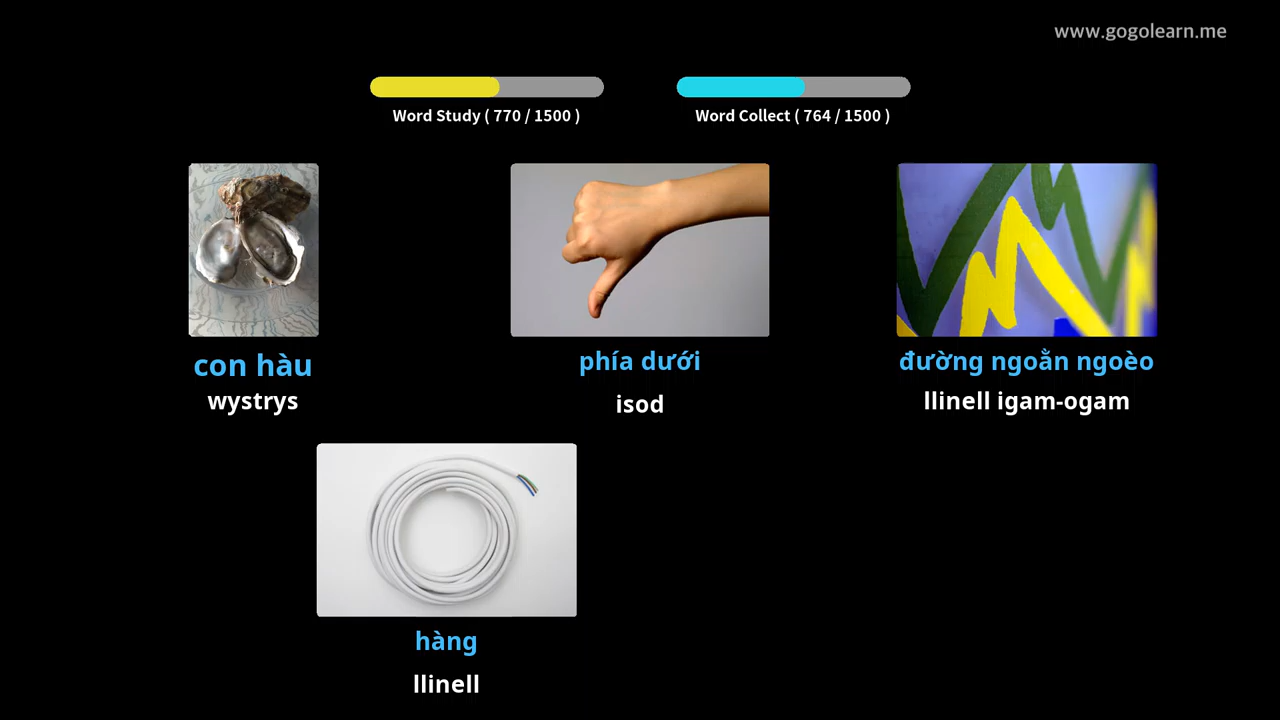 www.gogolearn.me
Word Study ( 770 / 1500 )
Word Collect ( 764 / 1500 )
con hàu
wystrys
phía dưới
isod
đường ngoằn ngoèo
llinell igam-ogam
hàng
llinell